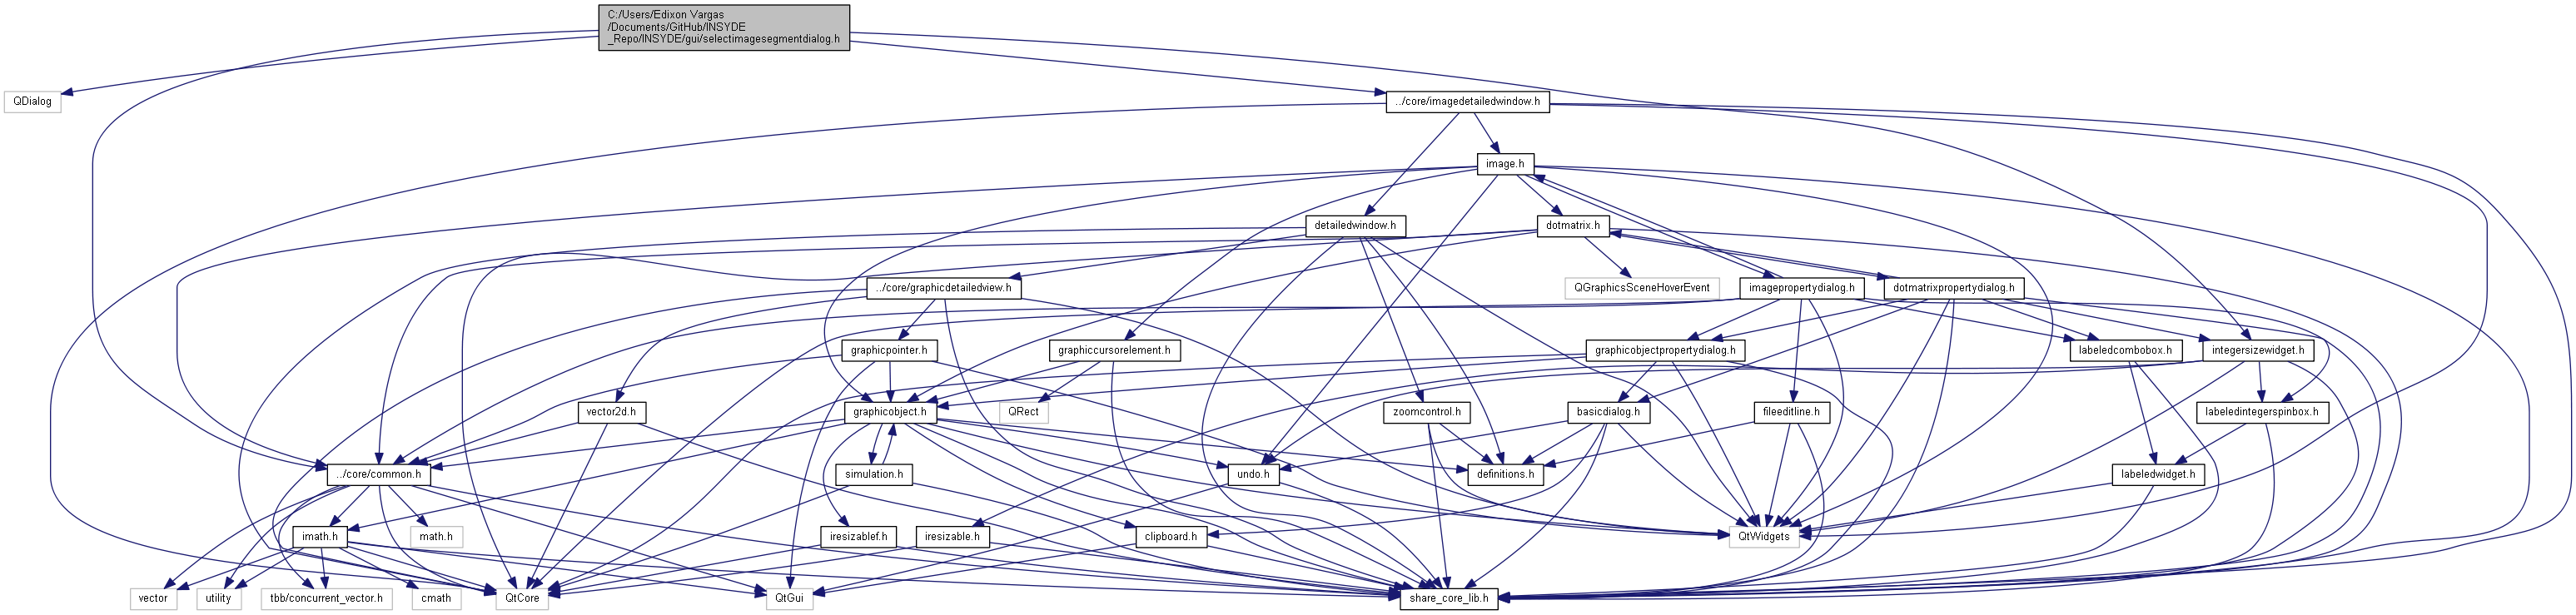 C:/Users/Edixon Vargas
/Documents/GitHub/INSYDE
_Repo/INSYDE/gui/selectimagesegmentdialog.h
QDialog
../core/imagedetailedwindow.h
image.h
detailedwindow.h
dotmatrix.h
../core/graphicdetailedview.h
QGraphicsSceneHoverEvent
imagepropertydialog.h
dotmatrixpropertydialog.h
graphicpointer.h
graphiccursorelement.h
graphicobjectpropertydialog.h
labeledcombobox.h
integersizewidget.h
vector2d.h
graphicobject.h
QRect
zoomcontrol.h
basicdialog.h
fileeditline.h
labeledintegerspinbox.h
../core/common.h
simulation.h
undo.h
definitions.h
labeledwidget.h
imath.h
math.h
iresizablef.h
iresizable.h
clipboard.h
QtWidgets
vector
utility
tbb/concurrent_vector.h
cmath
QtCore
QtGui
share_core_lib.h